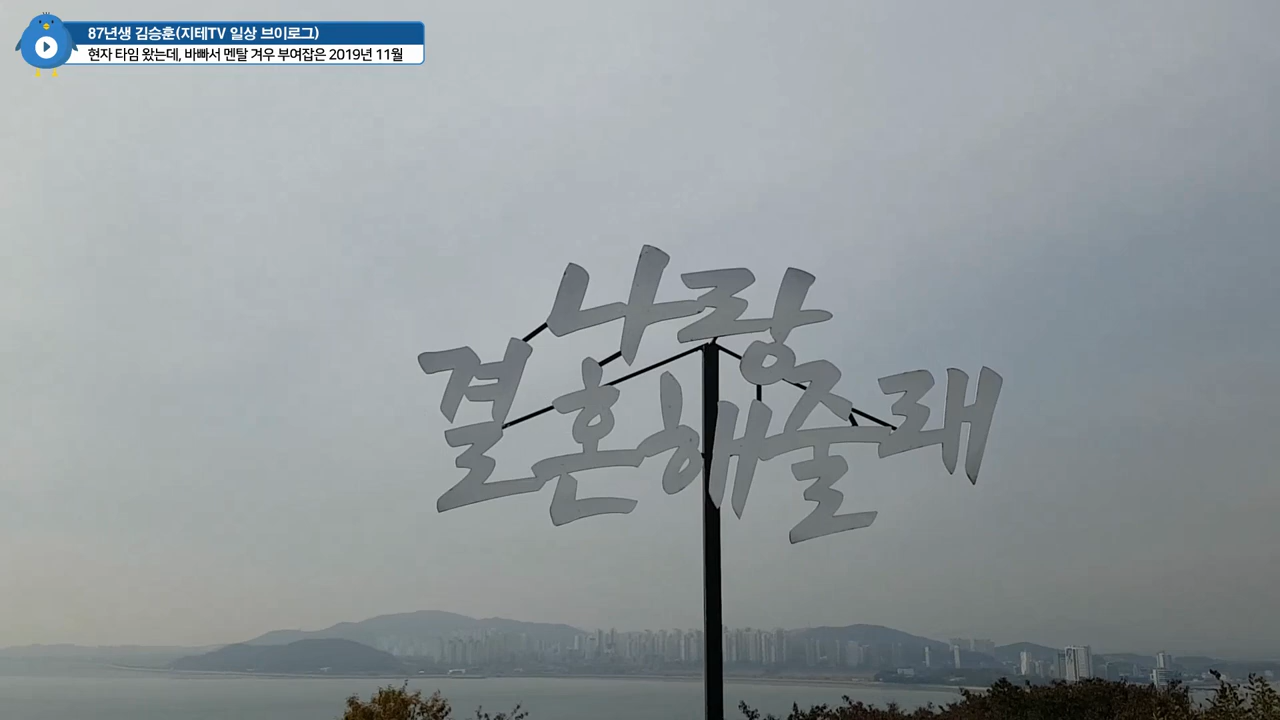 87년생 김승훈(지테TV 일상 브이로그)
현자 타임 왔는데, 바빠서 멘탈 겨우 부여잡은 2019년 11월
나랑
결혼해줄래